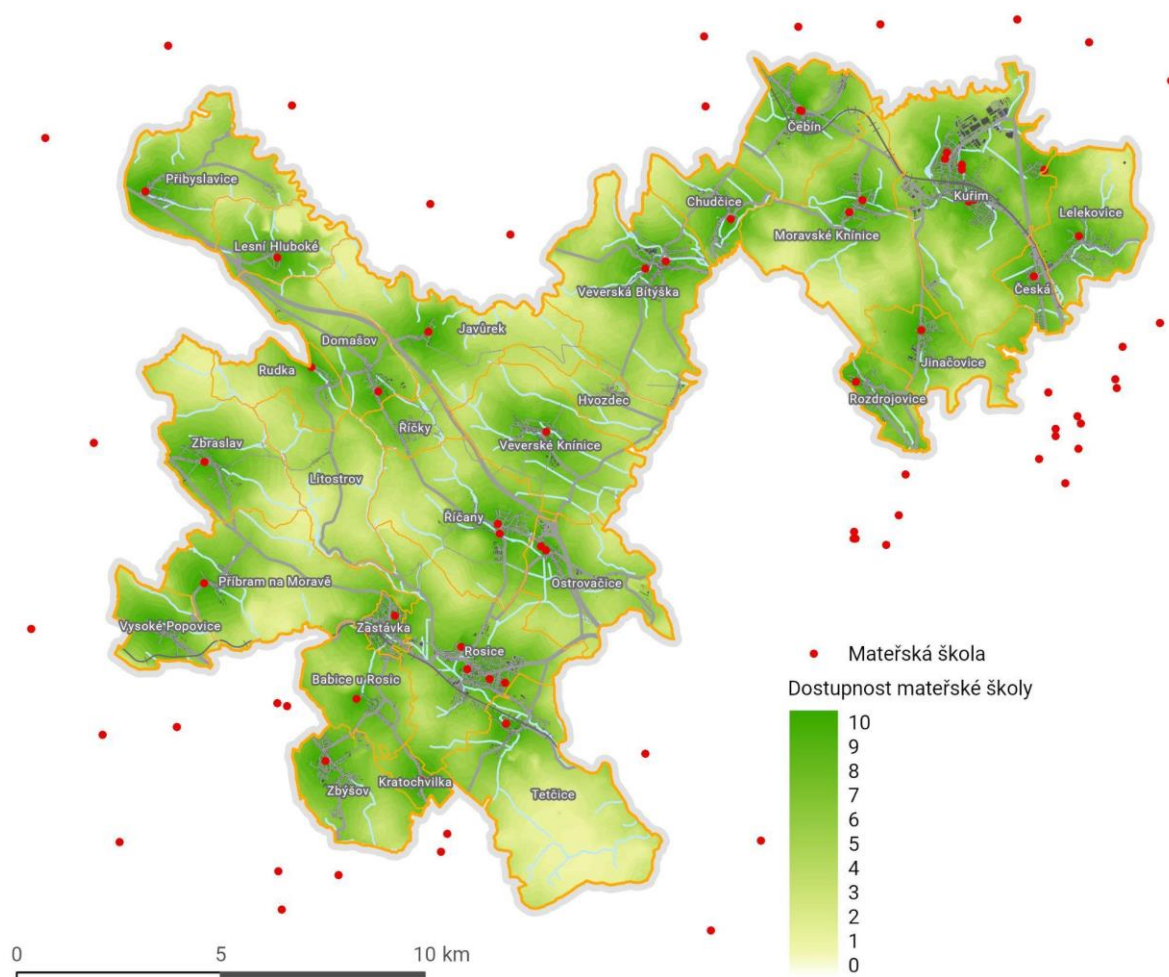 Čebín
Přibyslavice
Chudčice
Kuřim
Lelekovice
Moravské Knínice
Lesní Hluboké
Veverská Bítýška
Česká
Javůrek
Domašov
Jinačovice
Rudka
Hvozdec
Rozdrojovice
Říčky
Zbraslav
Veverské Knínice
Lítostrov
Říčany
Ostrovačice
Příbram na Moravě
Vysoké Popovice
Zastávka
Rosice
Babice u Rosic
Kratochvilka
Zbýšov
Tetčice
Mateřská škola
Dostupnost mateřské školy
10
9
8
7
6
5
4
3
2
1
0
0 5 10 km